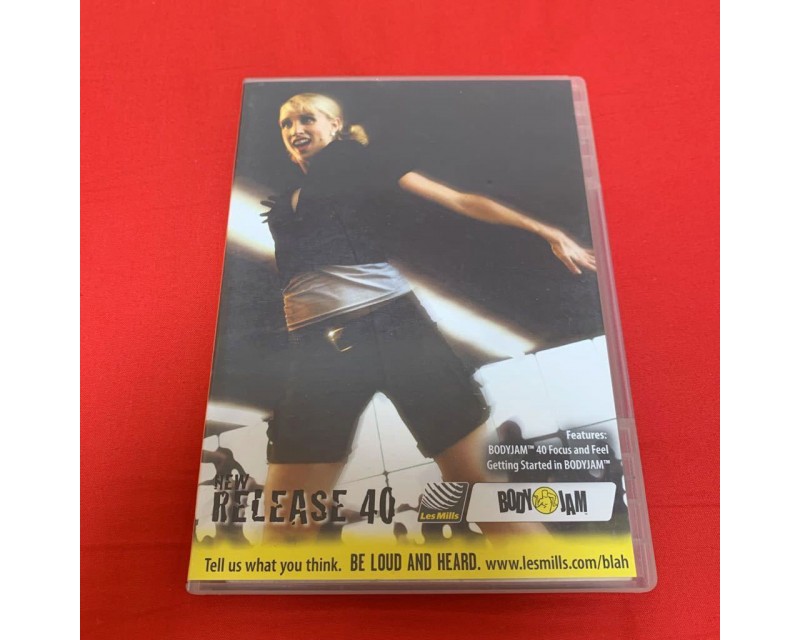 Features:
BODYJAM™ 40 Focus and Feel
Getting Started in BODYJAM™
NEW
RELEASE 40
Les Mills
BODY JAM
Tell us what you think. BE LOUD AND HEARD. www.lesmills.com/blah